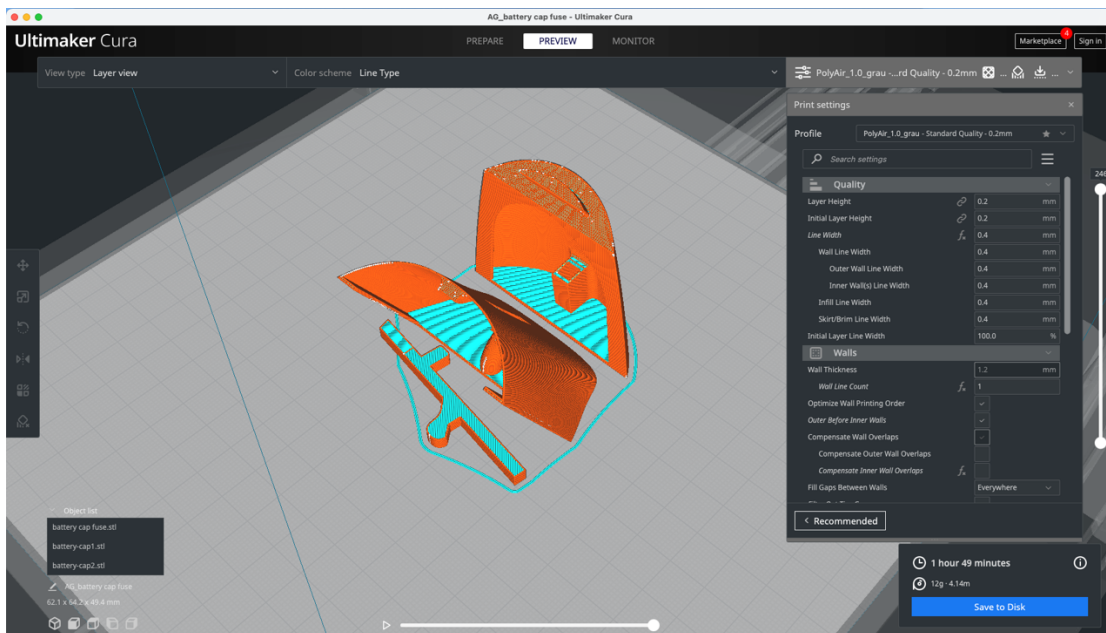 AG_battery cap fuse - Ultimaker Cura
Ultimaker Cura
PREPARE PREVIEW MONITOR
Marketplace 4 Sign in
View type Layer view
Color scheme Line Type
PolyAir_1.0_grau -...rd Quality - 0.2mm ... ...
Print settings
Profile PolyAir_1.0_grau - Standard Quality - 0.2mm
Search settings
246
Quality
Layer Height 0.2 mm
Initial Layer Height 0.2 mm
Line Width 0.4 mm
Wall Line Width 0.4 mm
Outer Wall Line Width 0.4 mm
Inner Wall(s) Line Width 0.4 mm
Infill Line Width 0.4 mm
Skirt/Brim Line Width 0.4 mm
Initial Layer Line Width 100.0 %
Walls
Wall Thickness 1.2 mm
Wall Line Count 1
Optimize Wall Printing Order
Outer Before Inner Walls
Compensate Wall Overlaps
Compensate Outer Wall Overlaps
Compensate Inner Wall Overlaps
Fill Gaps Between Walls Everywhere
< Recommended
Object list
battery cap fuse.stl
battery-cap1.stl
battery-cap2.stl
AG_battery cap fuse
62.1 x 64.2 x 49.4 mm
1 hour 49 minutes
12g · 4.14m
Save to Disk